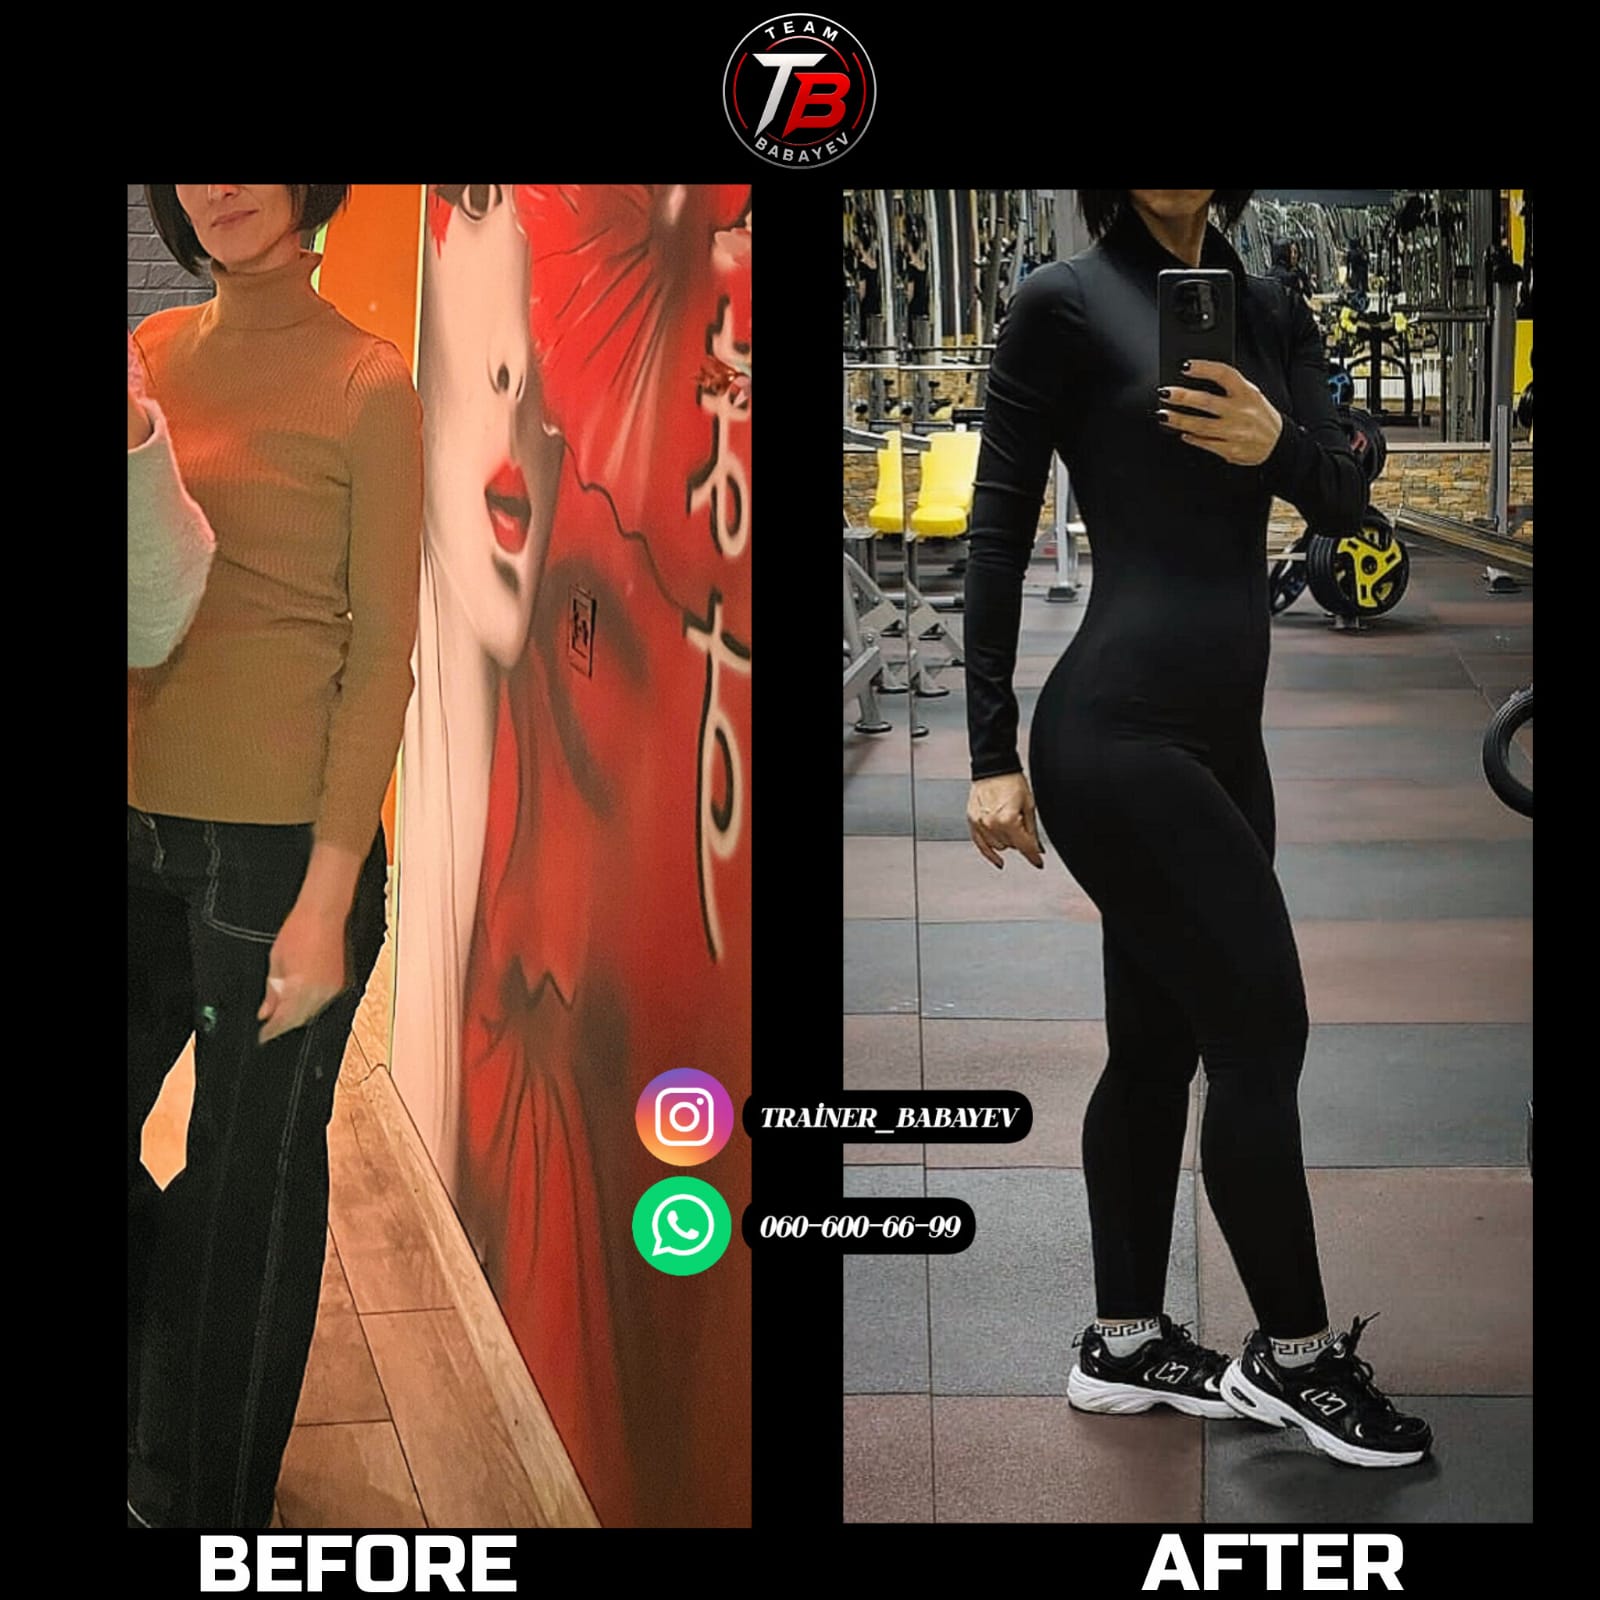 TEAM
TB
BABAYEV
TRAİNER_BABAYEV
060-600-66-99
BEFORE
AFTER